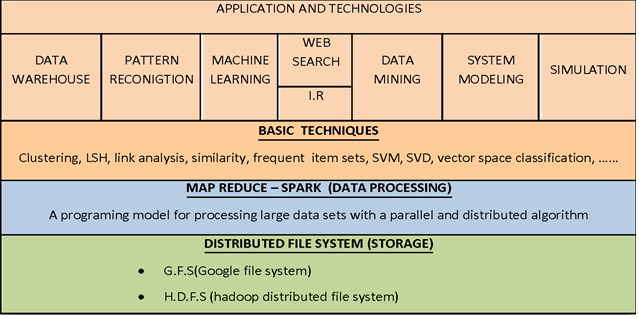 APPLICATION AND TECHNOLOGIES
DATA
WAREHOUSE
PATTERN
RECONIGTION
MACHINE
LEARNING
WEB
SEARCH
I.R
DATA
MINING
SYSTEM
MODELING
SIMULATION
BASIC TECHNIQUES
Clustering, LSH, link analysis, similarity, frequent item sets, SVM, SVD, vector space classification, ......
MAP REDUCE – SPARK (DATA PROCESSING)
A programing model for processing large data sets with a parallel and distributed algorithm
DISTRIBUTED FILE SYSTEM (STORAGE)
• G.F.S(Google file system)
• H.D.F.S (hadoop distributed file system)